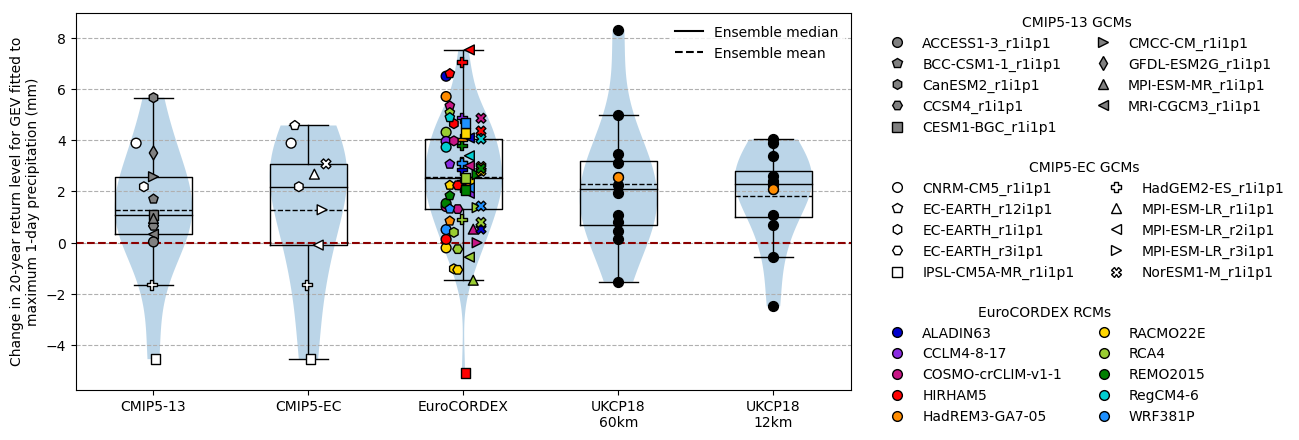 Change in 20-year return level for GEV fitted to
maximum 1-day precipitation (mm)
8
6
4
2
0
−2
−4
CMIP5-13
CMIP5-EC
EuroCORDEX
UKCP18
60km
UKCP18
12km
Ensemble median
Ensemble mean
CMIP5-13 GCMs
ACCESS1-3_r1i1p1
BCC-CSM1-1_r1i1p1
CanESM2_r1i1p1
CCSM4_r1i1p1
CESM1-BGC_r1i1p1
CMCC-CM_r1i1p1
GFDL-ESM2G_r1i1p1
MPI-ESM-MR_r1i1p1
MRI-CGCM3_r1i1p1
CMIP5-EC GCMs
CNRM-CM5_r1i1p1
EC-EARTH_r12i1p1
EC-EARTH_r1i1p1
EC-EARTH_r3i1p1
IPSL-CM5A-MR_r1i1p1
HadGEM2-ES_r1i1p1
MPI-ESM-LR_r1i1p1
MPI-ESM-LR_r2i1p1
MPI-ESM-LR_r3i1p1
NorESM1-M_r1i1p1
EuroCORDEX RCMs
ALADIN63
CCLM4-8-17
COSMO-crCLIM-v1-1
HIRHAM5
HadREM3-GA7-05
RACMO22E
RCA4
REMO2015
RegCM4-6
WRF381P